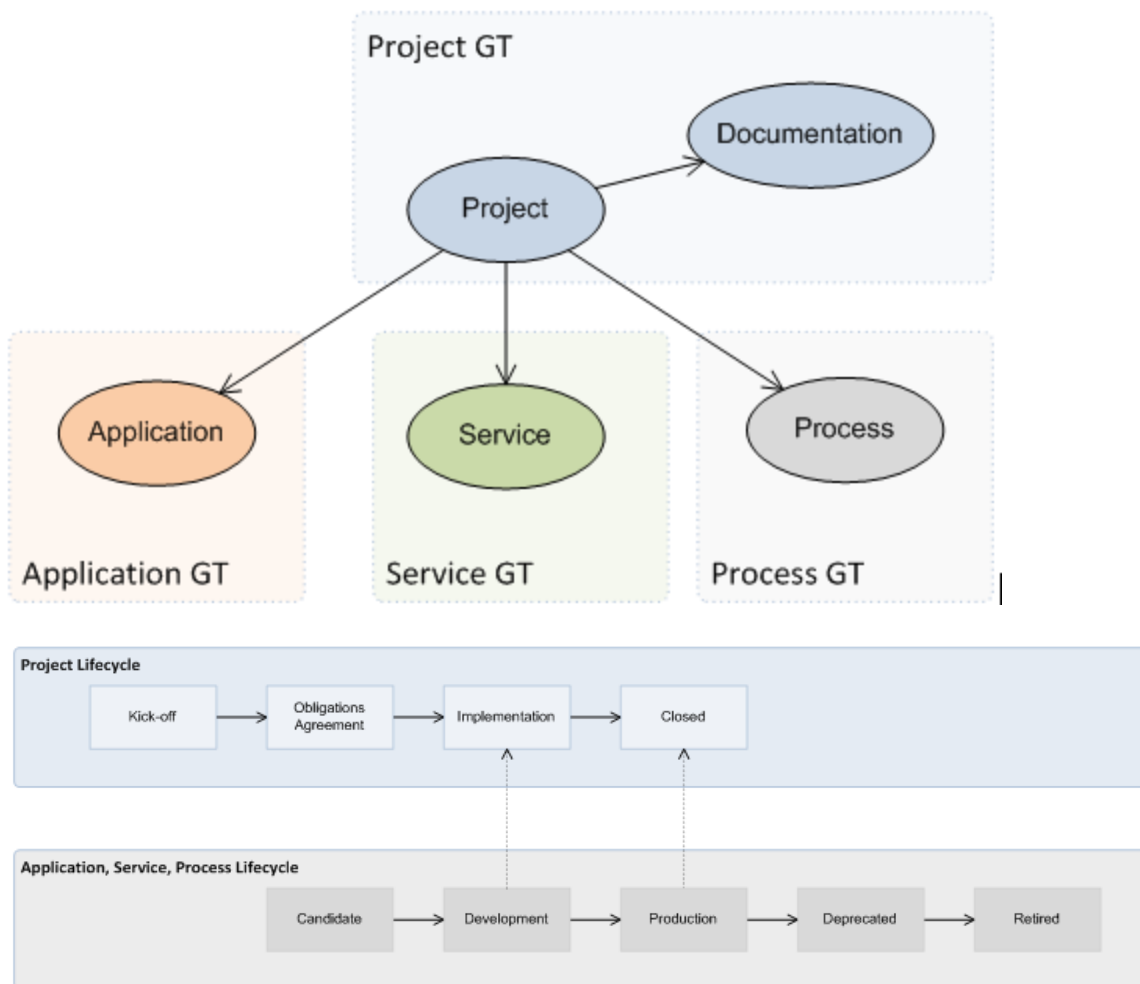 Project GT
Documentation
Project
Application
Service
Process
Application GT
Service GT
Process GT
Project Lifecycle
Kick-off
Obligations
Agreement
Implementation
Closed
Application, Service, Process Lifecycle
Candidate
Development
Production
Deprecated
Retired